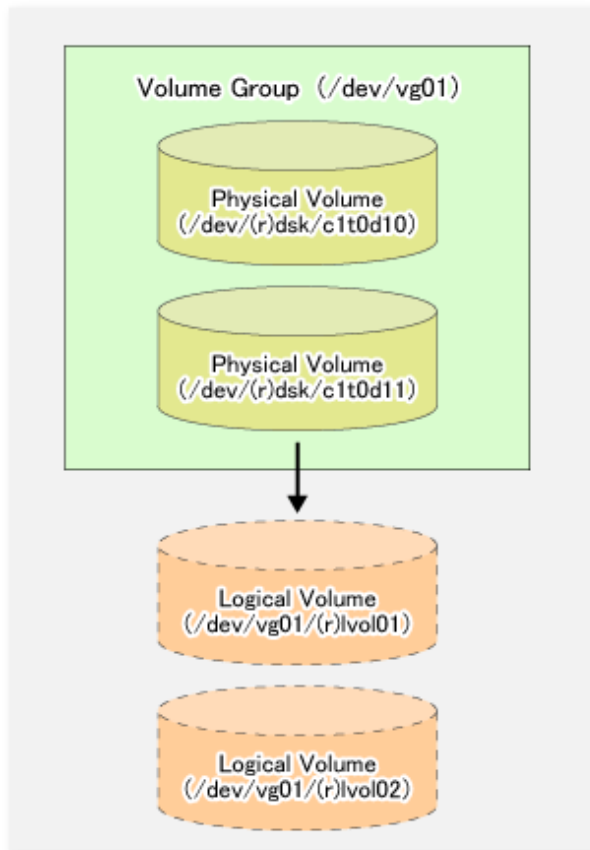 Volume Group (/dev/vg01)
Physical Volume
(/dev/(r)dsk/c1t0d10)
Physical Volume
(/dev/(r)dsk/c1t0d11)
Logical Volume
(/dev/vg01/(r)lvol01)
Logical Volume
(/dev/vg01/(r)lvol02)